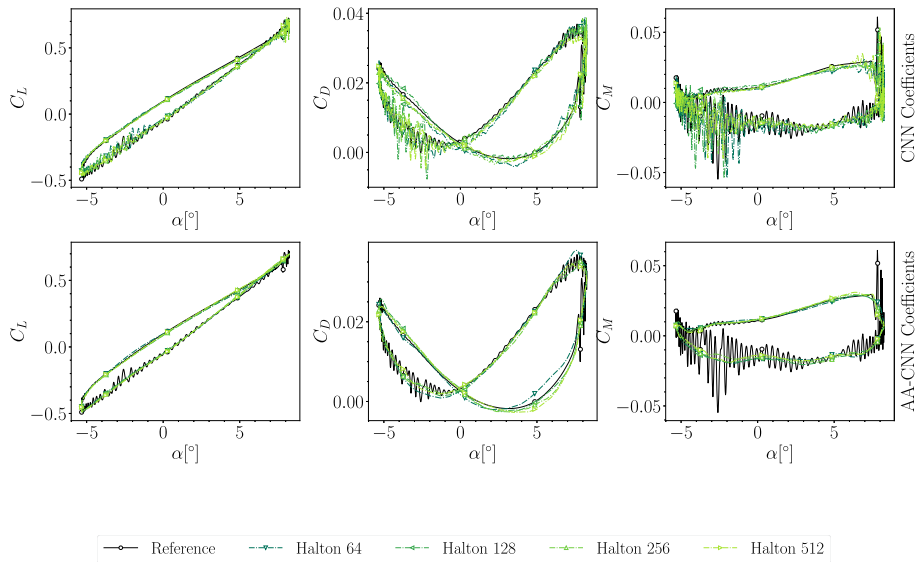 0.5
0.0
−0.5
C_L
−5 0 5
α[°]
0.04
0.02
0.00
C_D
−5 0 5
α[°]
0.05
0.00
−0.05
C_M
−5 0 5
α[°]
CNN Coefficients
0.5
0.0
−0.5
C_L
−5 0 5
α[°]
0.02
0.00
C_D
−5 0 5
α[°]
0.05
0.00
−0.05
C_M
−5 0 5
α[°]
AA-CNN Coefficients
Reference Halton 64 Halton 128 Halton 256 Halton 512